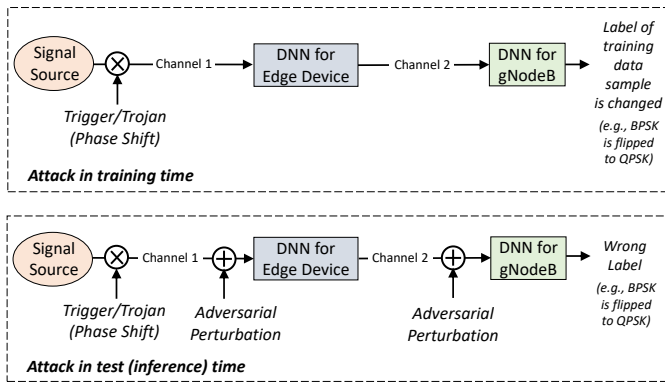 Signal
Source
Channel 1
DNN for
Edge Device
Channel 2
DNN for
gNodeB
Label of
training
data
sample
is changed
(e.g., BPSK
is flipped
to QPSK)
Trigger/Trojan
(Phase Shift)
Attack in training time
Signal
Source
Channel 1
DNN for
Edge Device
Channel 2
DNN for
gNodeB
Wrong
Label
(e.g., BPSK
is flipped
to QPSK)
Trigger/Trojan
(Phase Shift)
Adversarial
Perturbation
Adversarial
Perturbation
Attack in test (inference) time